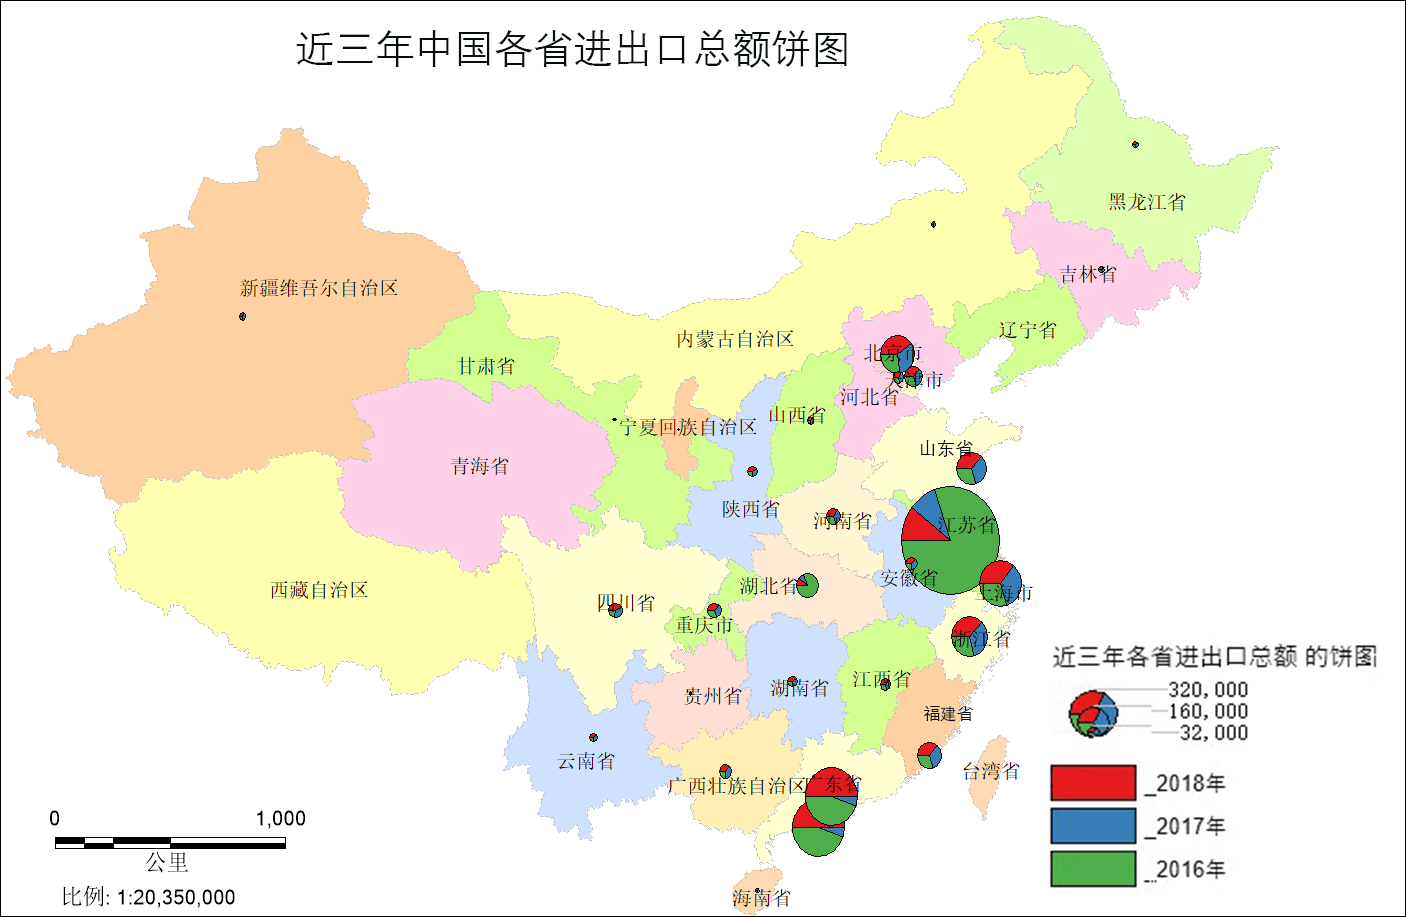 近三年中国各省进出口总额饼图
黑龙江省
吉林省
新疆维吾尔自治区
辽宁省
内蒙古自治区
北京市
甘肃省
天津市
河北省
山西省
宁夏回族自治区
山东省
青海省
陕西省
河南省
江苏省
安徽省
西藏自治区
湖北省
上海市
四川省
重庆市
浙江省
江西省
湖南省
贵州省
福建省
云南省
台湾省
广西壮族自治区
广东省
海南省
近三年各省进出口总额 的饼图
320,000
160,000
32,000
_2018年
_2017年
_2016年
0 1,000
公里
比例: 1:20,350,000